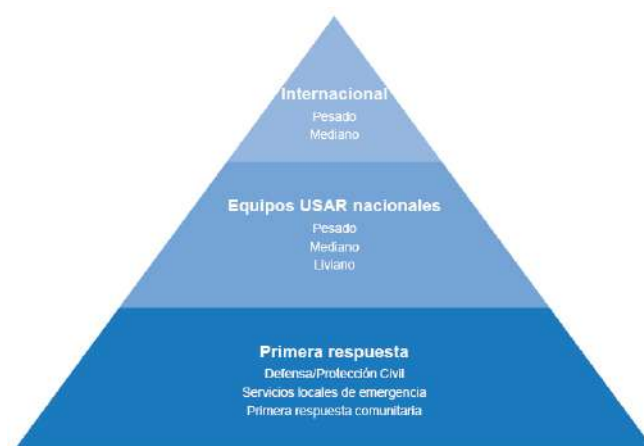 Internacional
Pesado
Mediano
Equipos USAR nacionales
Pesado
Mediano
Liviano
Primera respuesta
Defensa/Protección Civil
Servicios locales de emergencia
Primera respuesta comunitaria